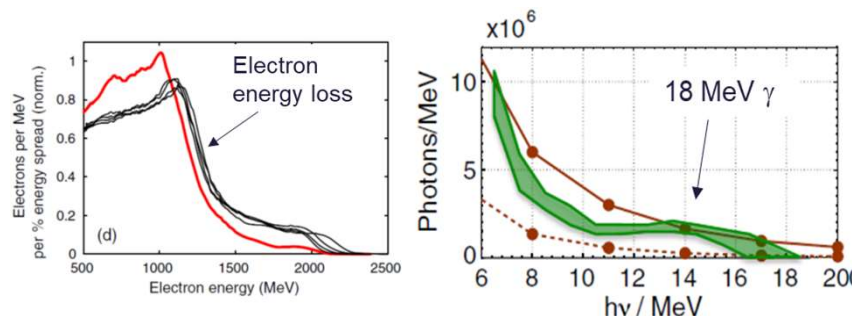 Electrons per MeV
per % energy spread (norm.)
1
0.8
0.6
0.4
0.2
0
500
1000
1500
2000
2500
Electron energy (MeV)
(d)
Electron
energy loss
x10⁶
10
5
0
Photons/MeV
6
8
10
12
14
16
18
20
hν / MeV
18 MeV γ